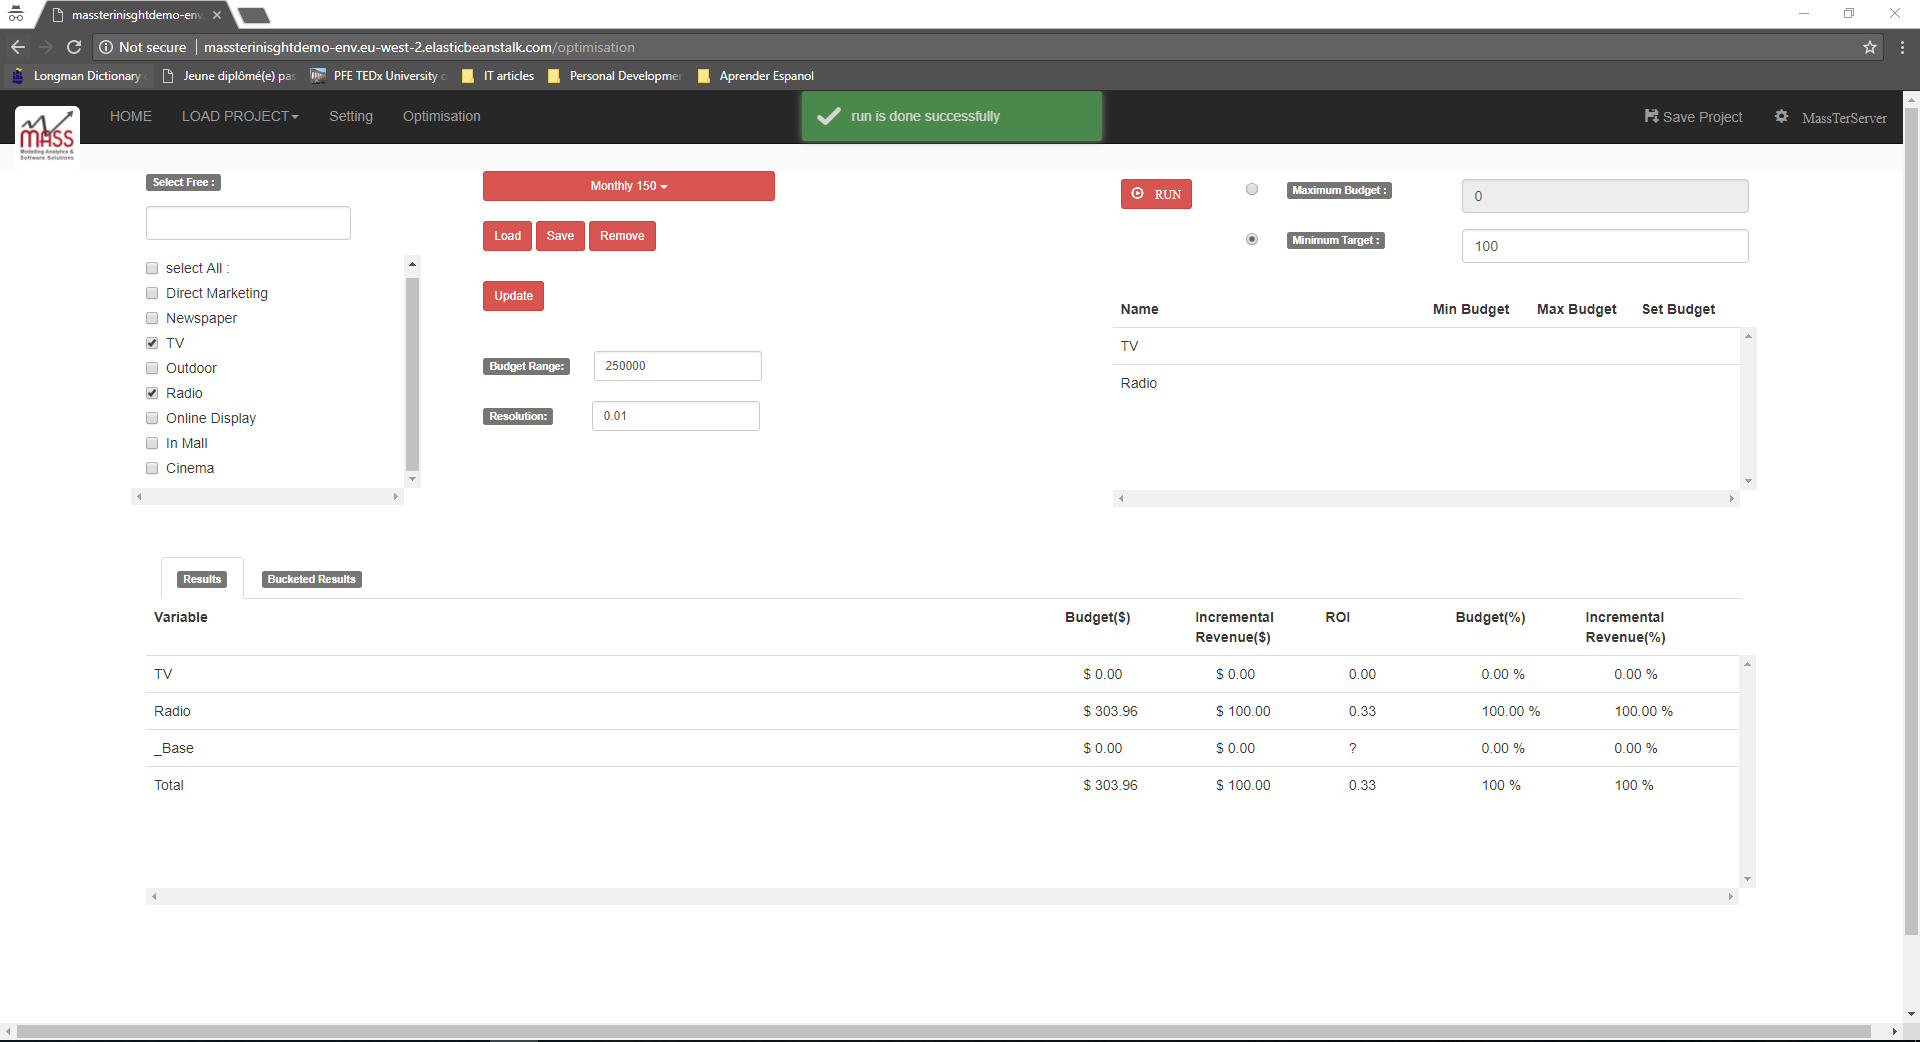 massterinisghtdemo-env
Not secure massterinisghtdemo-env.eu-west-2.elasticbeanstalk.com/optimisation
Longman Dictionary Jeune diplômé(e) pas PFE TEDx University o IT articles Personal Developme Aprender Espanol
MASS
Modelling Analytics &
Software Solutions
HOME LOAD PROJECT Setting Optimisation
run is done successfully
Save Project MassTerServer
Select Free :
Monthly 150
RUN
Maximum Budget :
0
Load Save Remove
Minimum Target :
100
select All :
Direct Marketing
Newspaper
TV
Outdoor
Radio
Online Display
In Mall
Cinema
Update
Budget Range:
250000
Resolution:
0.01
Name Min Budget Max Budget Set Budget
TV
Radio
Results Bucketed Results
Variable Budget($) Incremental Revenue($) ROI Budget(%) Incremental Revenue(%)
TV $ 0.00 $ 0.00 0.00 0.00 % 0.00 %
Radio $ 303.96 $ 100.00 0.33 100.00 % 100.00 %
_Base $ 0.00 $ 0.00 ? 0.00 % 0.00 %
Total $ 303.96 $ 100.00 0.33 100 % 100 %